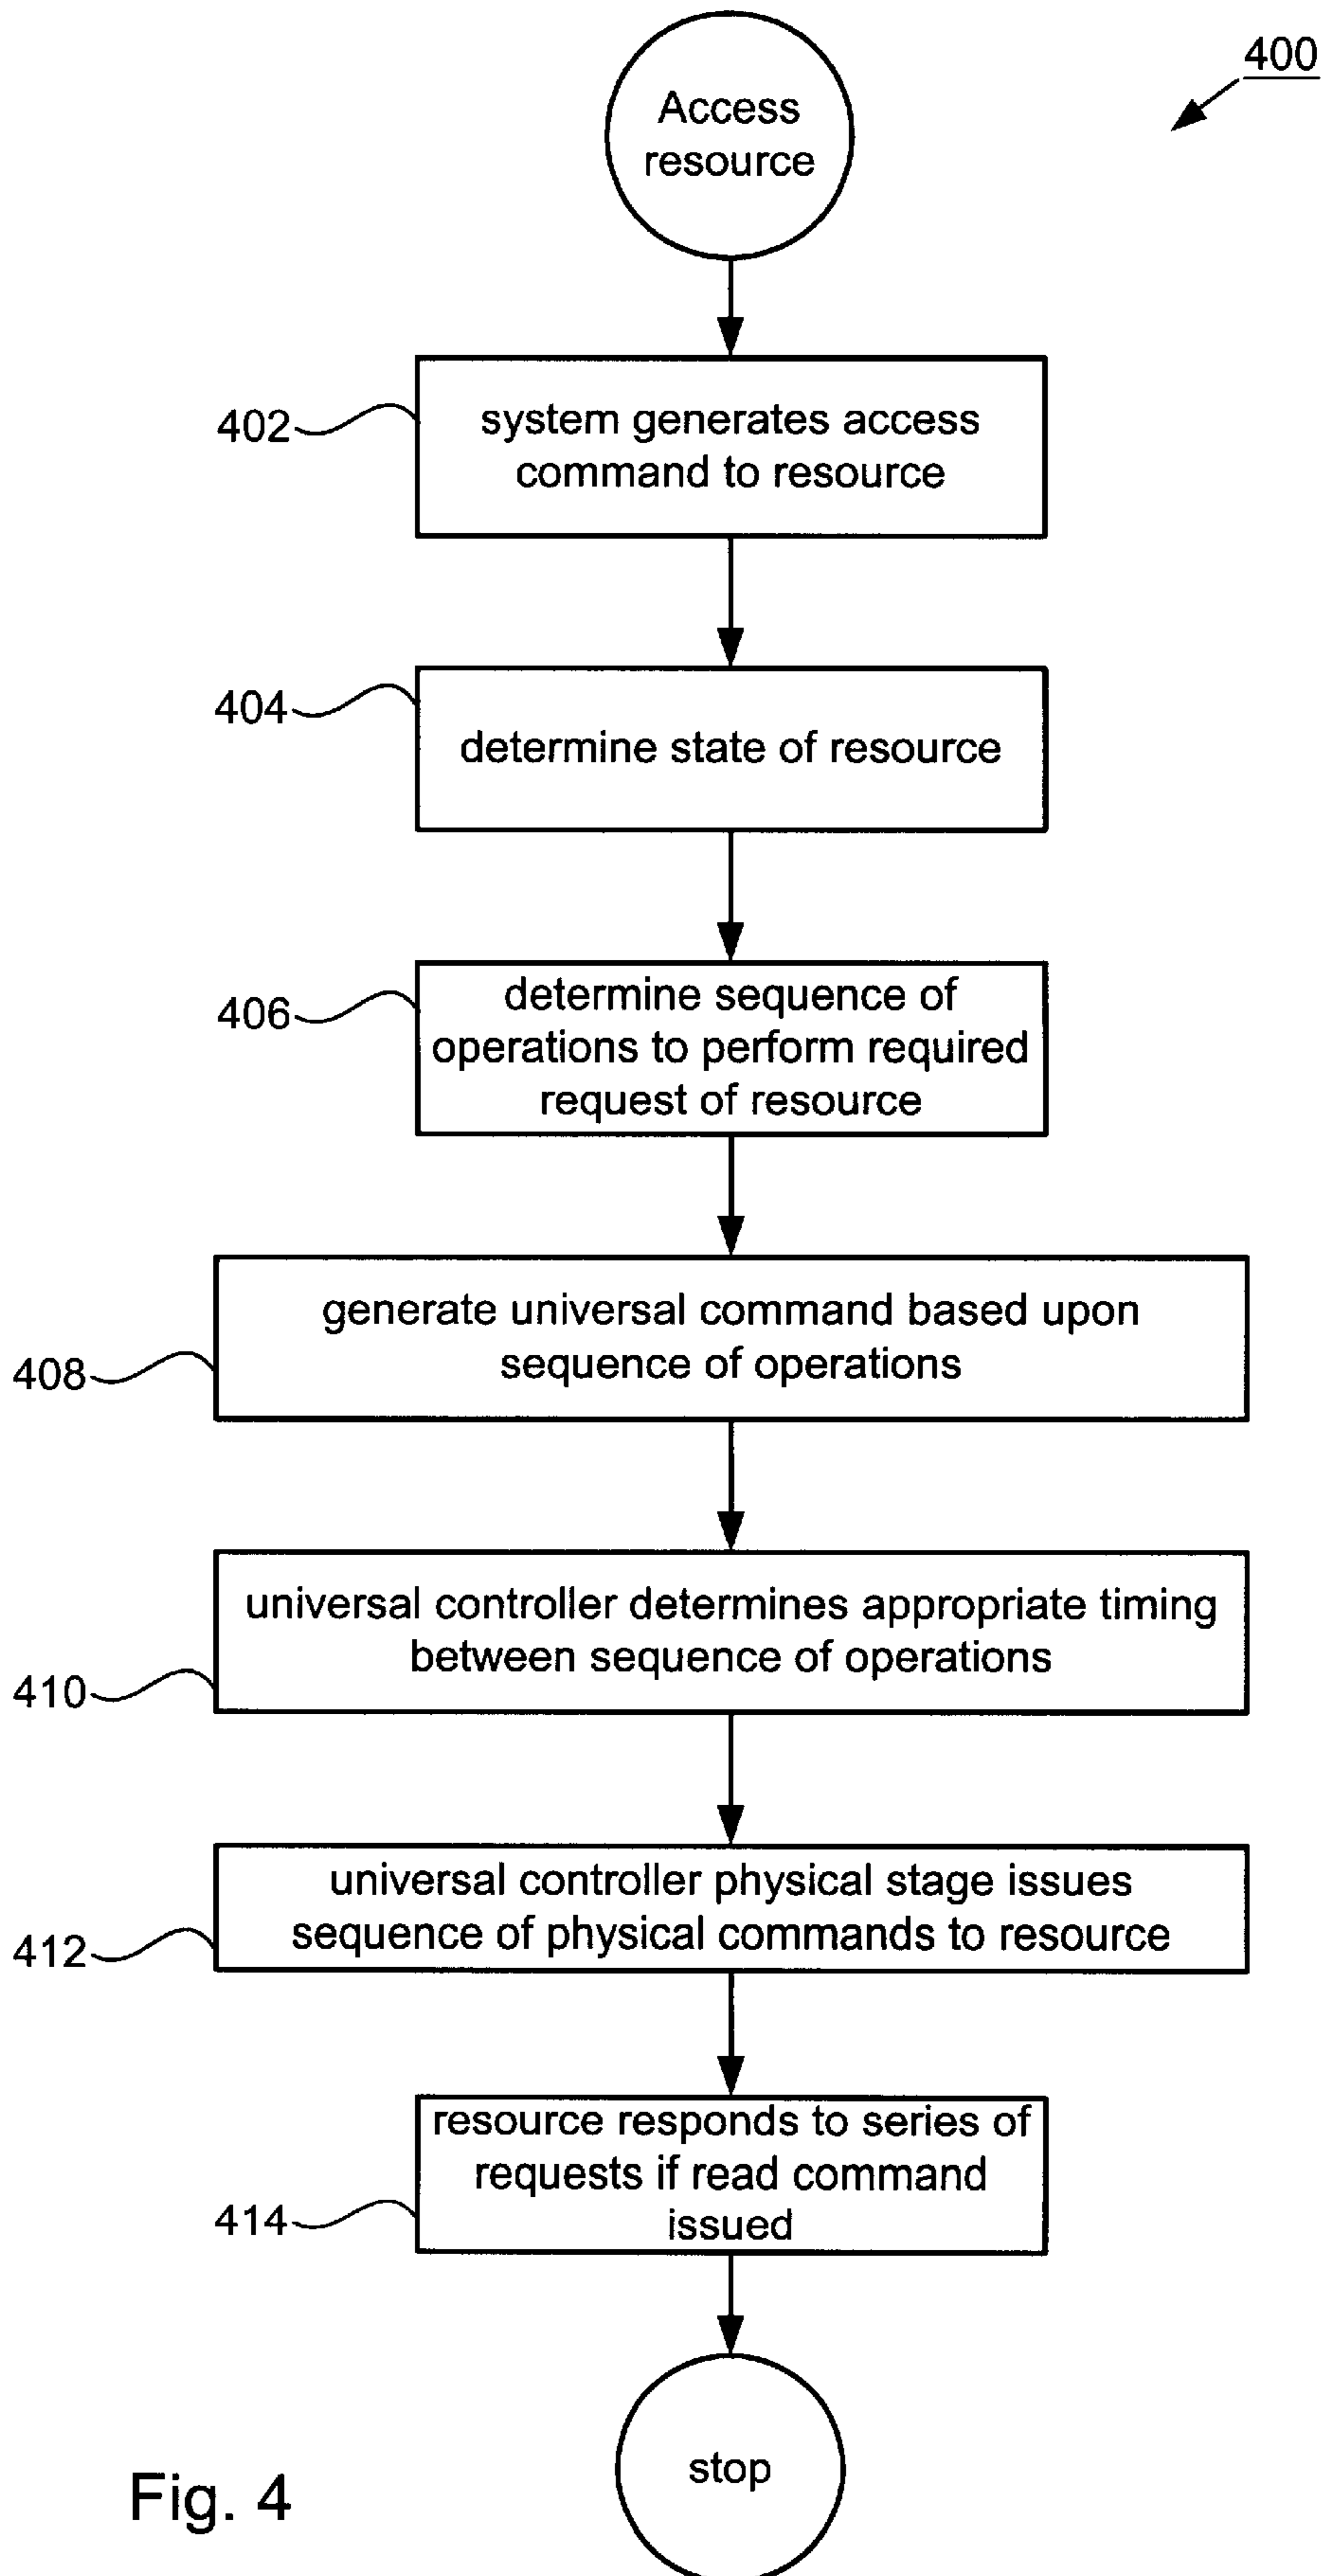 400
Access
resource
402
system generates access
command to resource
404
determine state of resource
406
determine sequence of
operations to perform required
request of resource
408
generate universal command based upon
sequence of operations
410
universal controller determines appropriate timing
between sequence of operations
412
universal controller physical stage issues
sequence of physical commands to resource
414
resource responds to series of
requests if read command
issued
stop
Fig. 4